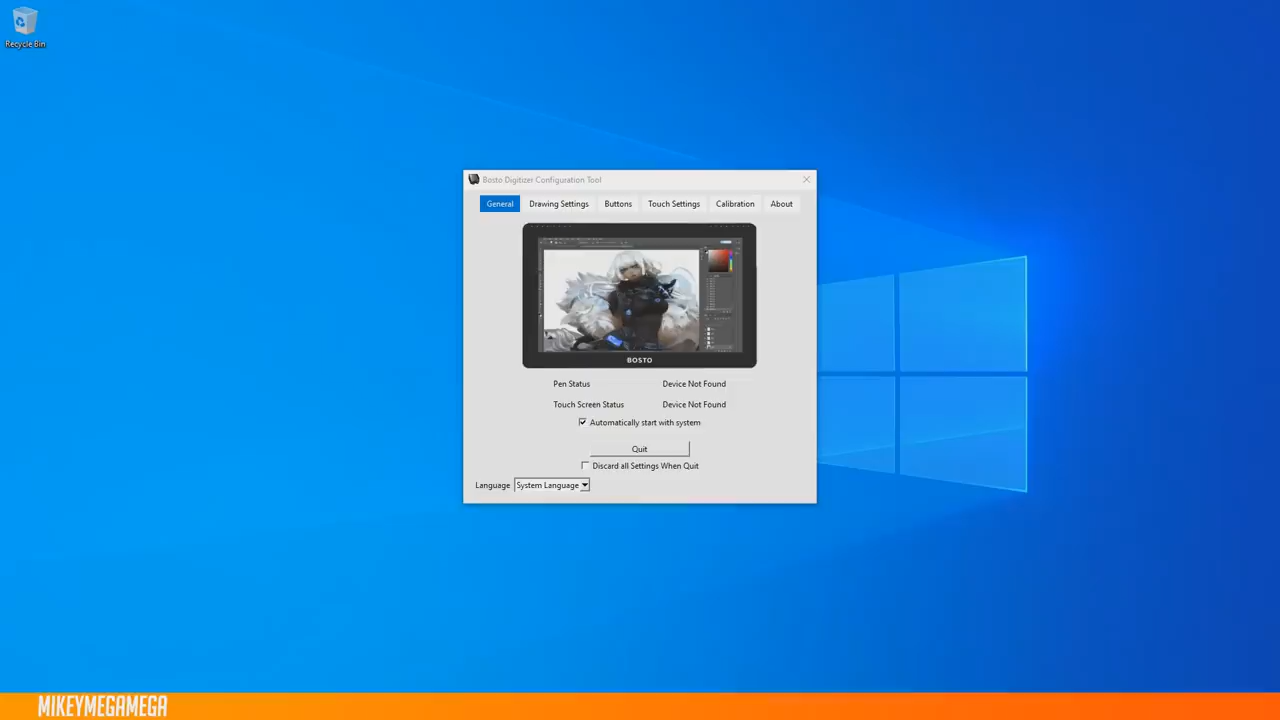 Recycle Bin
Bosto Digitizer Configuration Tool
General
Drawing Settings
Buttons
Touch Settings
Calibration
About
BOSTO
Pen Status
Device Not Found
Touch Screen Status
Device Not Found
Automatically start with system
Quit
Discard all Settings When Quit
Language
System Language
MIKEYMEGAMEGA